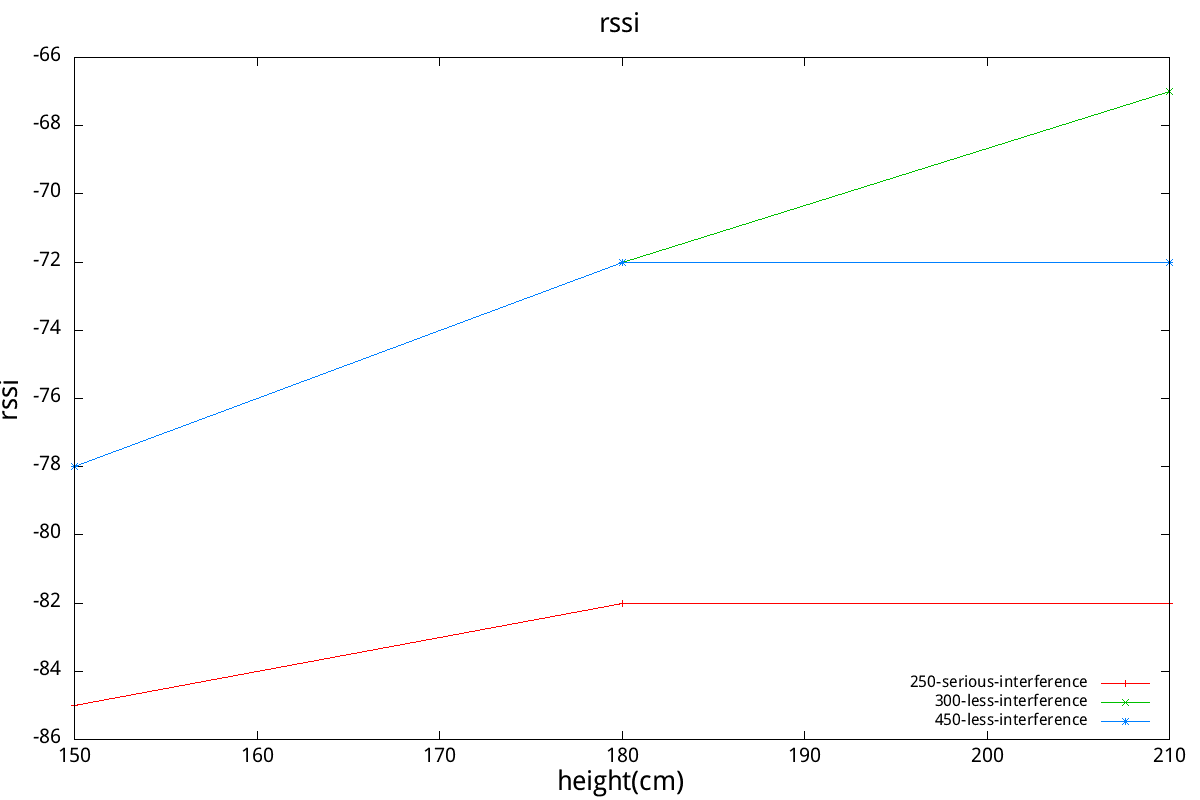 rssi
-66
-68
-70
-72
-74
-76
-78
-80
-82
-84
-86
rssi
250-serious-interference
300-less-interference
450-less-interference
150 160 170 180 190 200 210
height(cm)